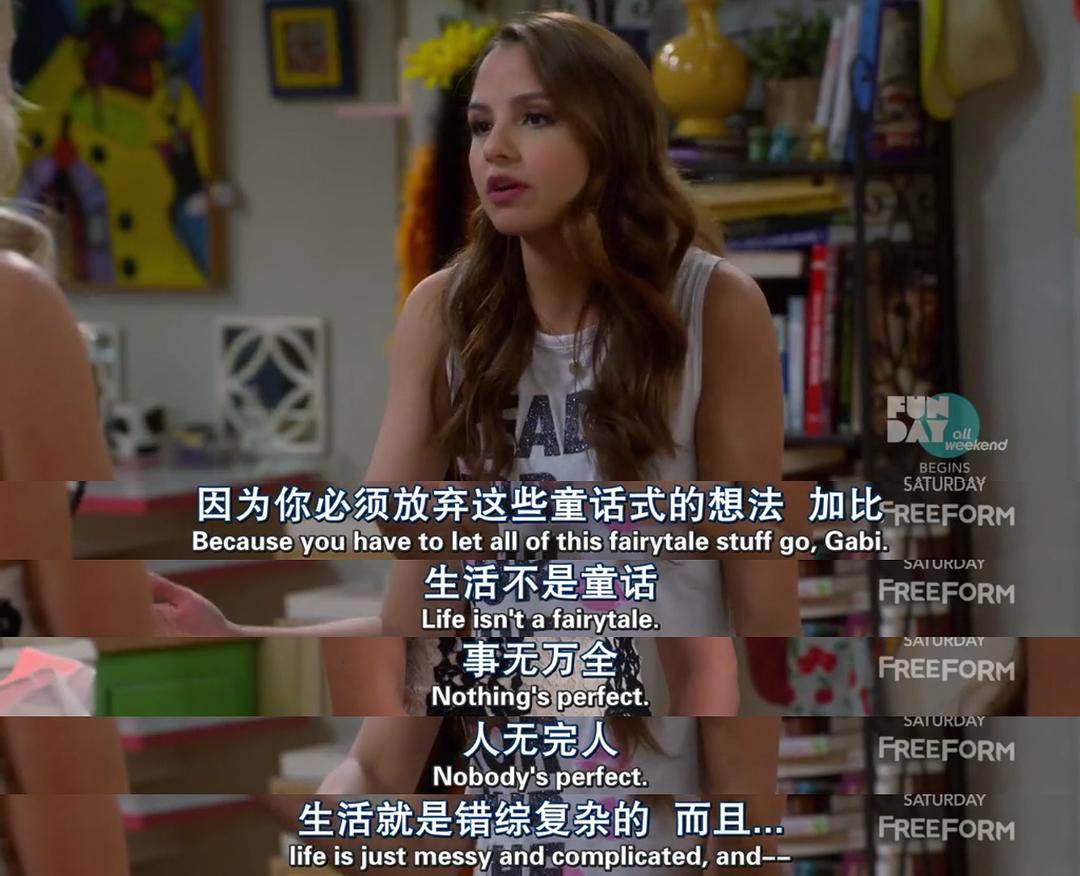 FUN
DAY all
weekend
BEGINS
SATURDAY
因为你必须放弃这些童话式的想法 加比
FREEFORM
Because you have to let all of this fairytale stuff go, Gabi.
SATURDAY
生活不是童话
FREEFORM
Life isn't a fairytale.
SATURDAY
事无万全
FREEFORM
Nothing's perfect.
SATURDAY
人无完人
FREEFORM
Nobody's perfect.
SATURDAY
生活就是错综复杂的 而且...
FREEFORM
life is just messy and complicated, and--